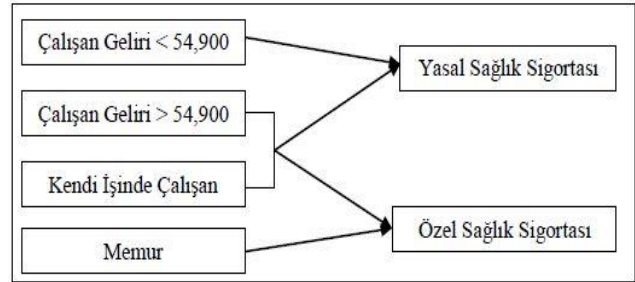 Çalışan Geliri < 54,900
Yasal Sağlık Sigortası
Çalışan Geliri > 54,900
Kendi İşinde Çalışan
Özel Sağlık Sigortası
Memur